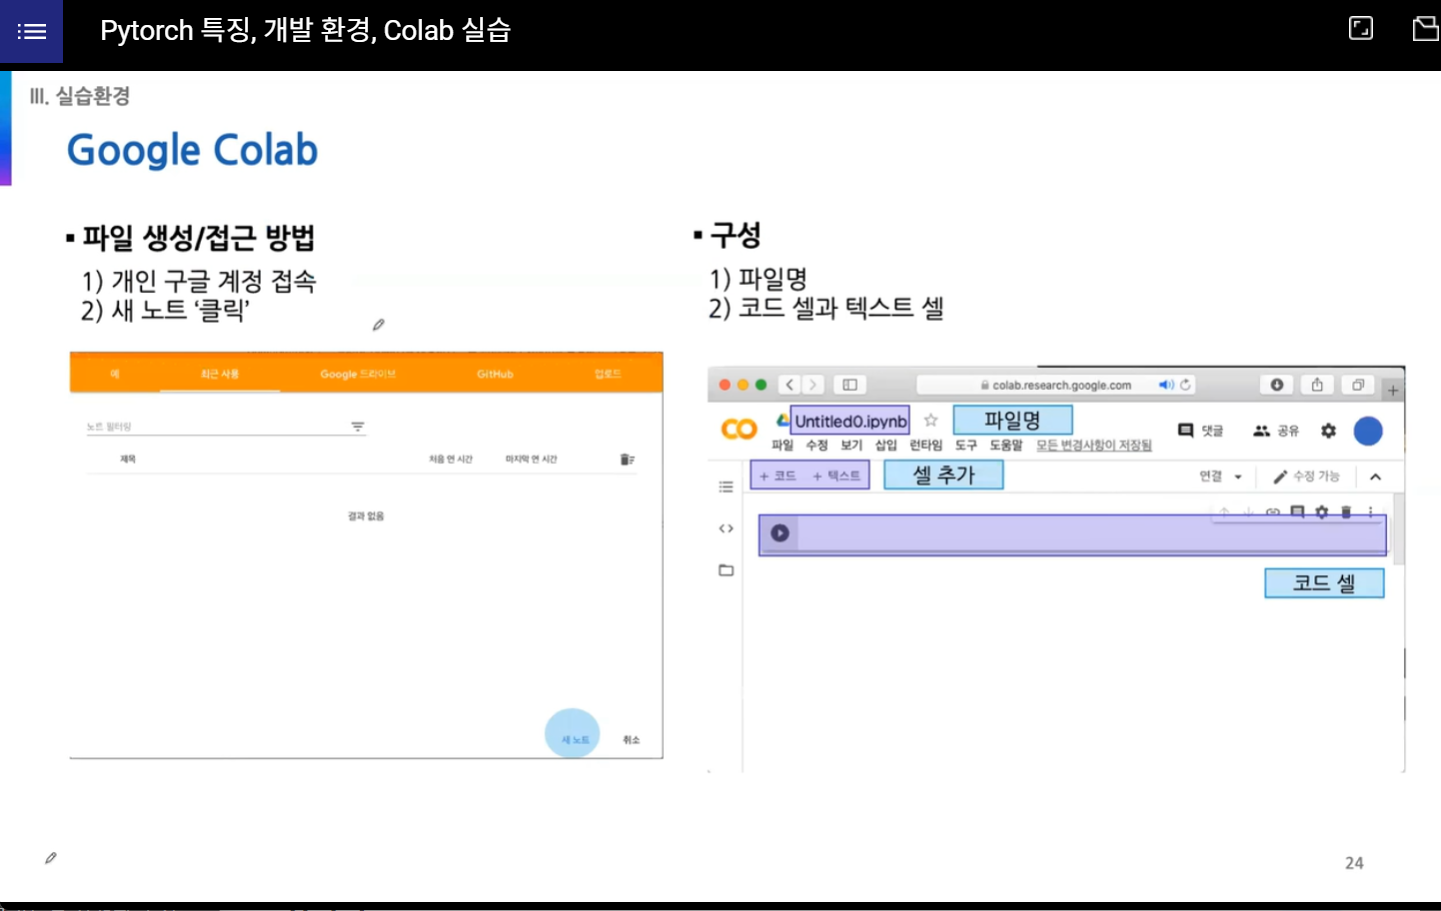 Pytorch 특징, 개발 환경, Colab 실습
III. 실습환경
Google Colab
▪ 파일 생성/접근 방법
1) 개인 구글 계정 접속
2) 새 노트 ‘클릭’
예 최근 사용 Google 드라이브 GitHub 업로드
노트 필터링
제목 처음 연 시간 마지막 연 시간
결과 없음
새 노트 취소
▪ 구성
1) 파일명
2) 코드 셀과 텍스트 셀
colab.research.google.com
Untitled0.ipynb 파일명 댓글 공유
파일 수정 보기 삽입 런타임 도구 도움말 모든 변경사항이 저장됨
+ 코드 + 텍스트 셀 추가 연결 수정 가능
코드 셀
24